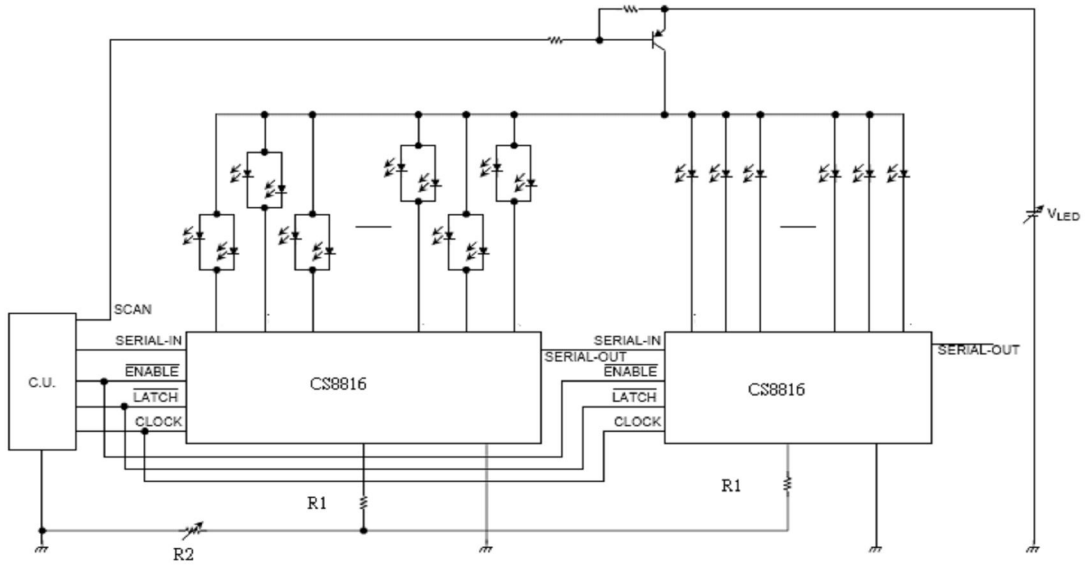 VLED
SCAN
SERIAL-IN
ENABLE
LATCH
CLOCK
C.U.
CS8816
SERIAL-OUT
SERIAL-IN
ENABLE
LATCH
CLOCK
CS8816
SERIAL-OUT
R1
R1
R2